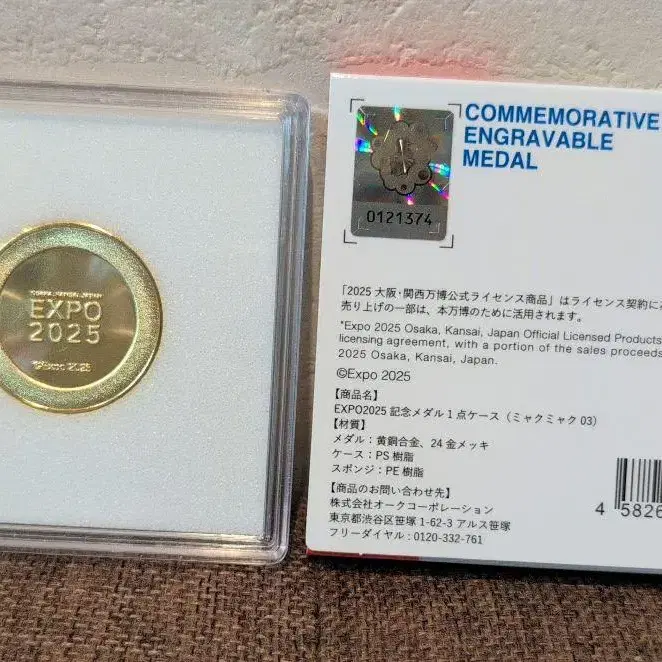 EXPO
2025
©Expo 2025
COMMEMORATIVE
ENGRAVABLE
MEDAL
0121374
「2025 大阪・関西万博公式ライセンス商品」はライセンス契約に
売り上げの一部は、本万博のために活用されます。
"Expo 2025 Osaka, Kansai, Japan Official Licensed Products
licensing agreement, with a portion of the sales proceeds
2025 Osaka, Kansai, Japan.
©Expo 2025
【商品名】
EXPO2025 記念メダル 1 点ケース（ミャクミャク 03）
【材質】
メダル：黄銅合金、24 金メッキ
ケース：PS 樹脂
スポンジ：PE 樹脂
【商品のお問い合わせ先】
株式会社オークコーポレーション
東京都渋谷区笹塚 1-62-3 アルス笹塚
フリーダイヤル：0120-332-761
4 5826